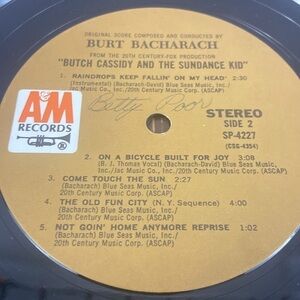 ORIGINAL SCORE COMPOSED AND CONDUCTED BY
BURT BACHARACH
FROM THE 20TH CENTURY-FOX PRODUCTION
"BUTCH CASSIDY AND THE SUNDANCE KID"
1. RAINDROPS KEEP FALLIN' ON MY HEAD 2:30
(Instrumental) (Bacharach-David) Blue Seas Music, Inc./
Jac Music Co., Inc./20th Century Music Corp. (ASCAP)
Betty Poor
A&M
RECORDS
®
STEREO
SIDE 2
SP-4227
(CSG-4354)
2. ON A BICYCLE BUILT FOR JOY 3:08
(B. J. Thomas Vocal) (Bacharach-David) Blue Seas Music,
Inc./Jac Music Co., Inc./20th Century Music Corp. (ASCAP)
3. COME TOUCH THE SUN 2:27
(Bacharach) Blue Seas Music, Inc./
20th Century Music Corp. (ASCAP)
4. THE OLD FUN CITY (N. Y. Sequence) 4:00
(Bacharach) Blue Seas Music, Inc./
20th Century Music Corp. (ASCAP)
5. NOT GOIN' HOME ANYMORE REPRISE 1:02
(Bacharach) Blue Seas Music, Inc./
20th Century Music Corp. (ASCAP)